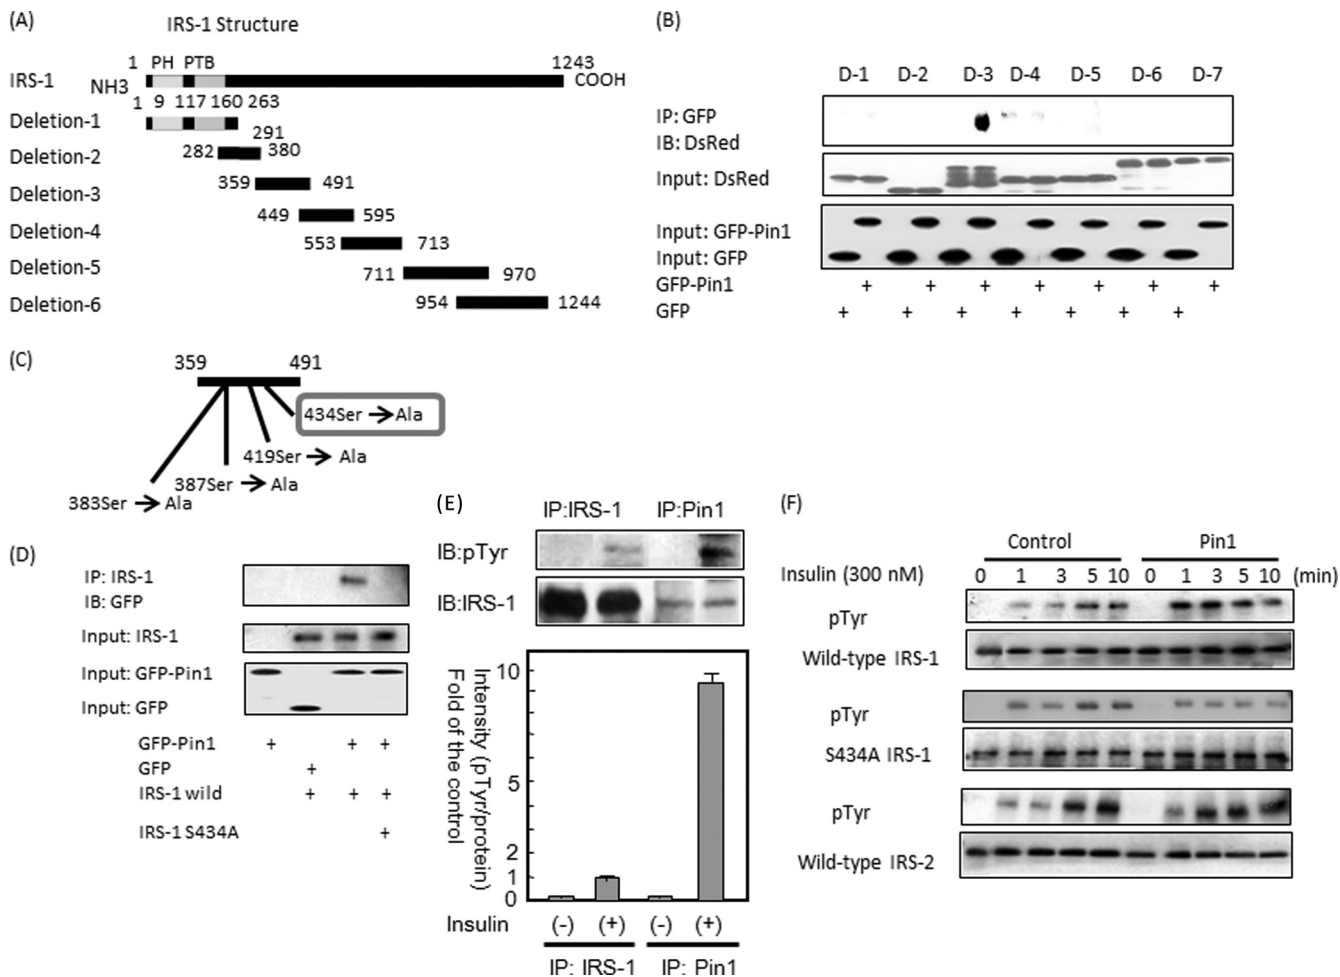 (A)
IRS-1 Structure
1 PH PTB 1243
IRS-1 NH3 COOH
1 9 117 160 263
Deletion-1
291
Deletion-2 282 380
Deletion-3 359 491
449 595
Deletion-4 553 713
Deletion-5 711 970
Deletion-6 954 1244
(B)
D-1 D-2 D-3 D-4 D-5 D-6 D-7
IP: GFP
IB: DsRed
Input: DsRed
Input: GFP-Pin1
Input: GFP
GFP-Pin1 + + + + + + +
GFP + + + + + + +
(C)
359 491
434Ser → Ala
419Ser → Ala
387Ser → Ala
383Ser → Ala
(D)
IP: IRS-1
IB: GFP
Input: IRS-1
Input: GFP-Pin1
Input: GFP
GFP-Pin1 + + +
GFP +
IRS-1 wild + + +
IRS-1 S434A +
(E)
IP:IRS-1 IP:Pin1
IB:pTyr
IB:IRS-1
Intensity (pTyr/protein)
Fold of the control
10
5
2
1
0
Insulin (-) (+) (-) (+)
IP: IRS-1 IP: Pin1
(F)
Control Pin1
Insulin (300 nM) 0 1 3 5 10 0 1 3 5 10 (min)
pTyr
Wild-type IRS-1
pTyr
S434A IRS-1
pTyr
Wild-type IRS-2